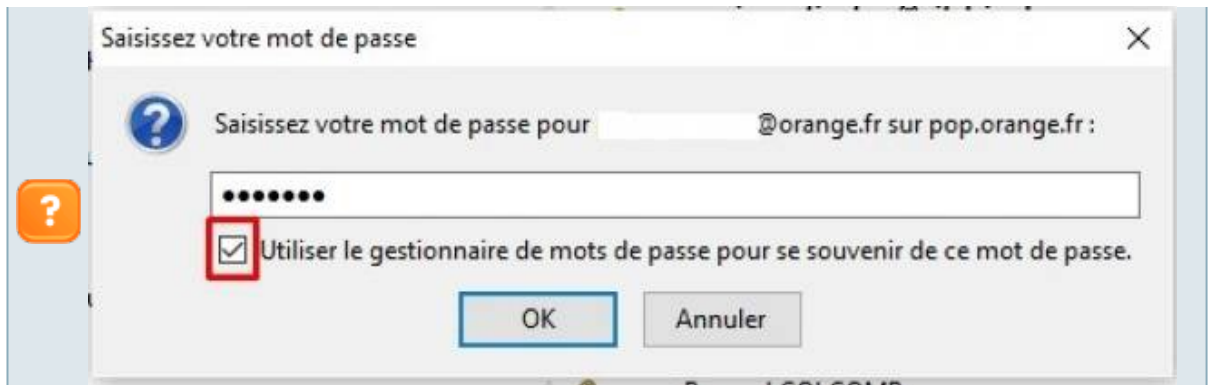 Saisissez votre mot de passe
Saisissez votre mot de passe pour @orange.fr sur pop.orange.fr :
?
Utiliser le gestionnaire de mots de passe pour se souvenir de ce mot de passe.
OK Annuler